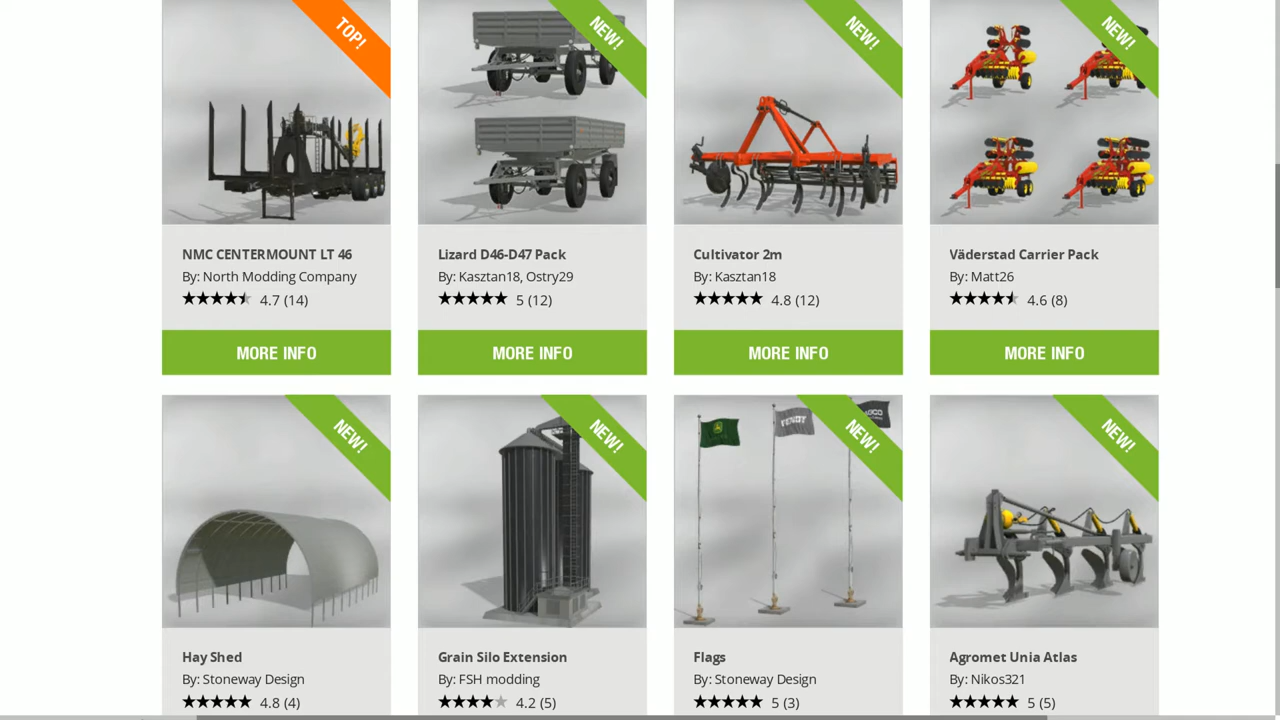 TOP!
NEW!
NEW!
NEW!
NMC CENTERMOUNT LT 46
By: North Modding Company
4.7 (14)
Lizard D46-D47 Pack
By: Kasztan18, Ostry29
5 (12)
Cultivator 2m
By: Kasztan18
4.8 (12)
Väderstad Carrier Pack
By: Matt26
4.6 (8)
MORE INFO
MORE INFO
MORE INFO
MORE INFO
NEW!
NEW!
FENDT
NEW!
NEW!
Hay Shed
By: Stoneway Design
4.8 (4)
Grain Silo Extension
By: FSH modding
4.2 (5)
Flags
By: Stoneway Design
5 (3)
Agromet Unia Atlas
By: Nikos321
5 (5)